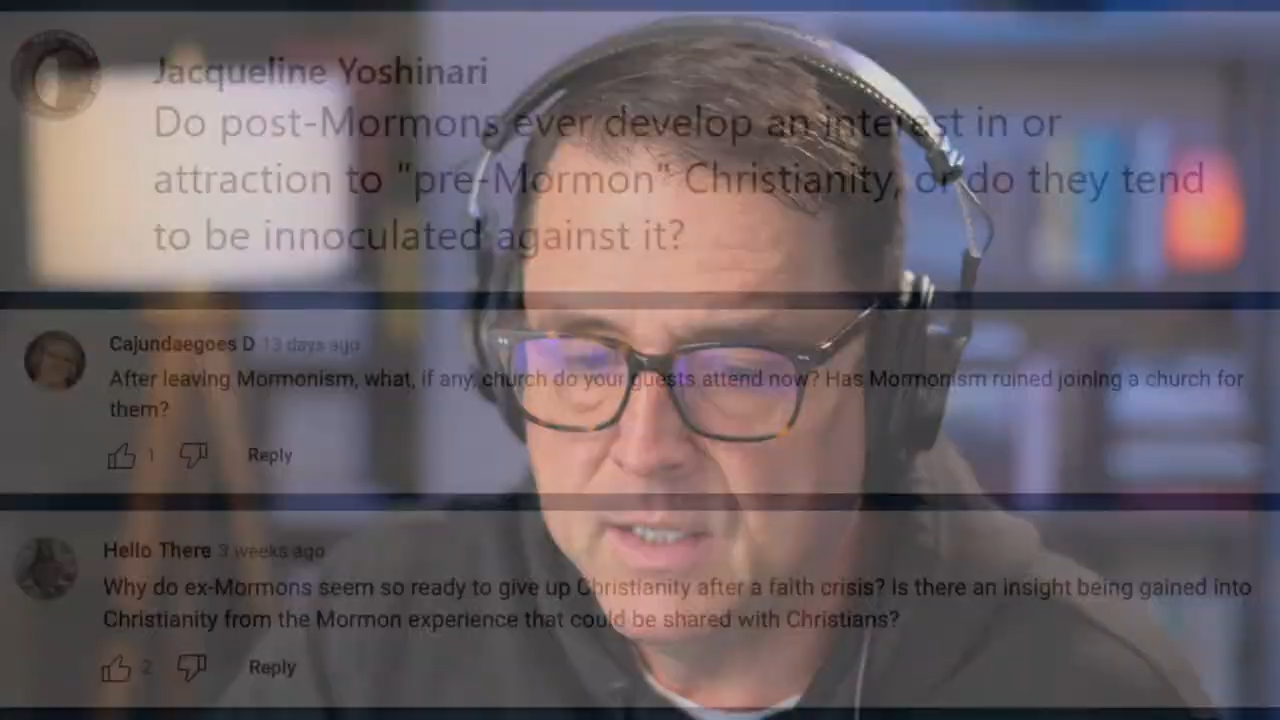 Jacqueline Yoshinari
Do post-Mormons ever develop an interest in or
attraction to "pre-Mormon" Christianity, or do they tend
to be innoculated against it?
Cajundaegoes D 13 days ago
After leaving Mormonism, what, if any, church do your guests attend now? Has Mormonism ruined joining a church for
them?
1 Reply
Hello There 3 weeks ago
Why do ex-Mormons seem so ready to give up Christianity after a faith crisis? Is there an insight being gained into
Christianity from the Mormon experience that could be shared with Christians?
2 Reply